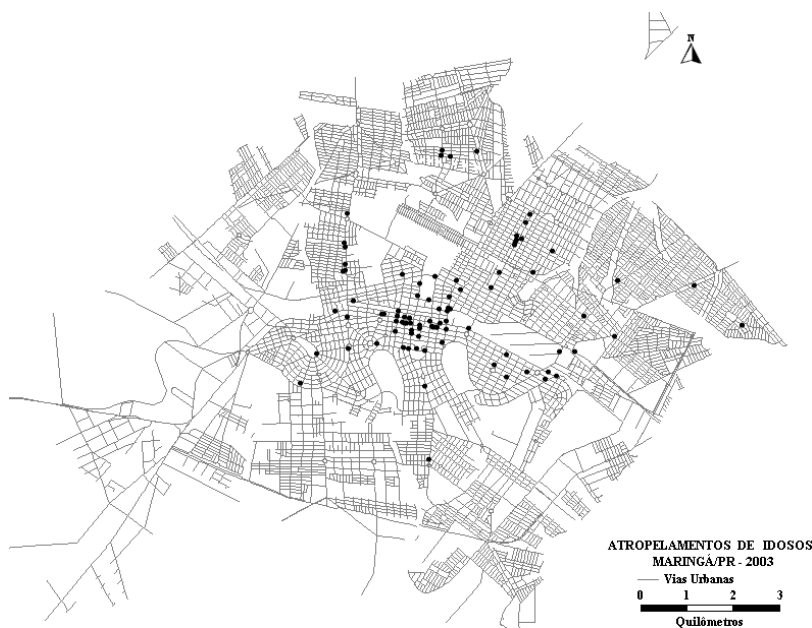 N
ATROPELAMENTOS DE IDOSOS
MARINGÁ/PR - 2003
Vias Urbanas
0 1 2 3
Quilômetros